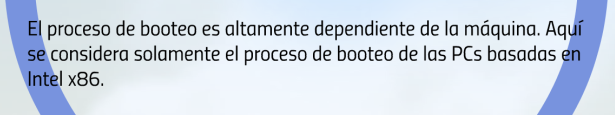 El proceso de booteo es altamente dependiente de la máquina. Aquí
se considera solamente el proceso de booteo de las PCs basadas en
Intel x86.